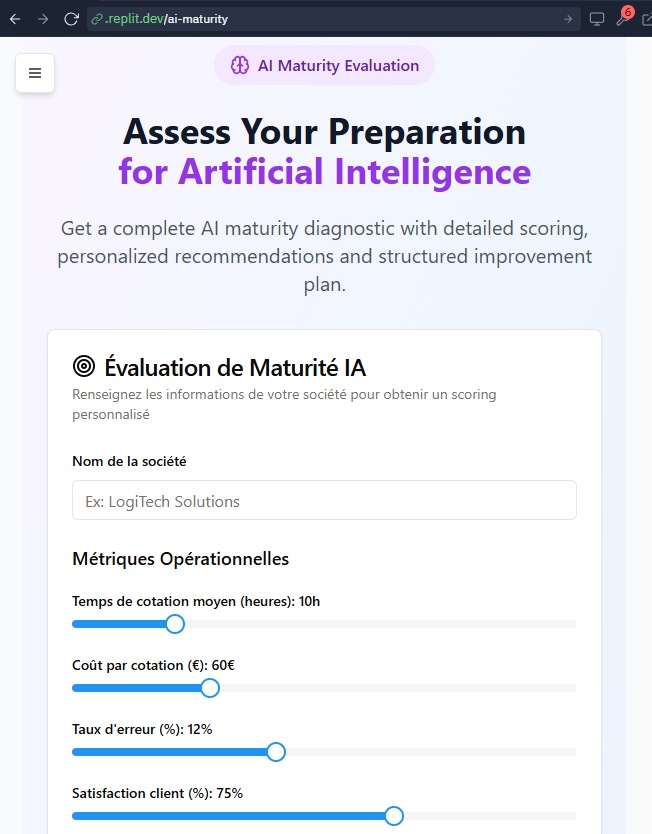 .replit.dev/ai-maturity
6
AI Maturity Evaluation
Assess Your Preparation
for Artificial Intelligence
Get a complete AI maturity diagnostic with detailed scoring,
personalized recommendations and structured improvement
plan.
Évaluation de Maturité IA
Renseignez les informations de votre société pour obtenir un scoring
personnalisé
Nom de la société
Ex: LogiTech Solutions
Métriques Opérationnelles
Temps de cotation moyen (heures): 10h
Coût par cotation (€): 60€
Taux d'erreur (%): 12%
Satisfaction client (%): 75%